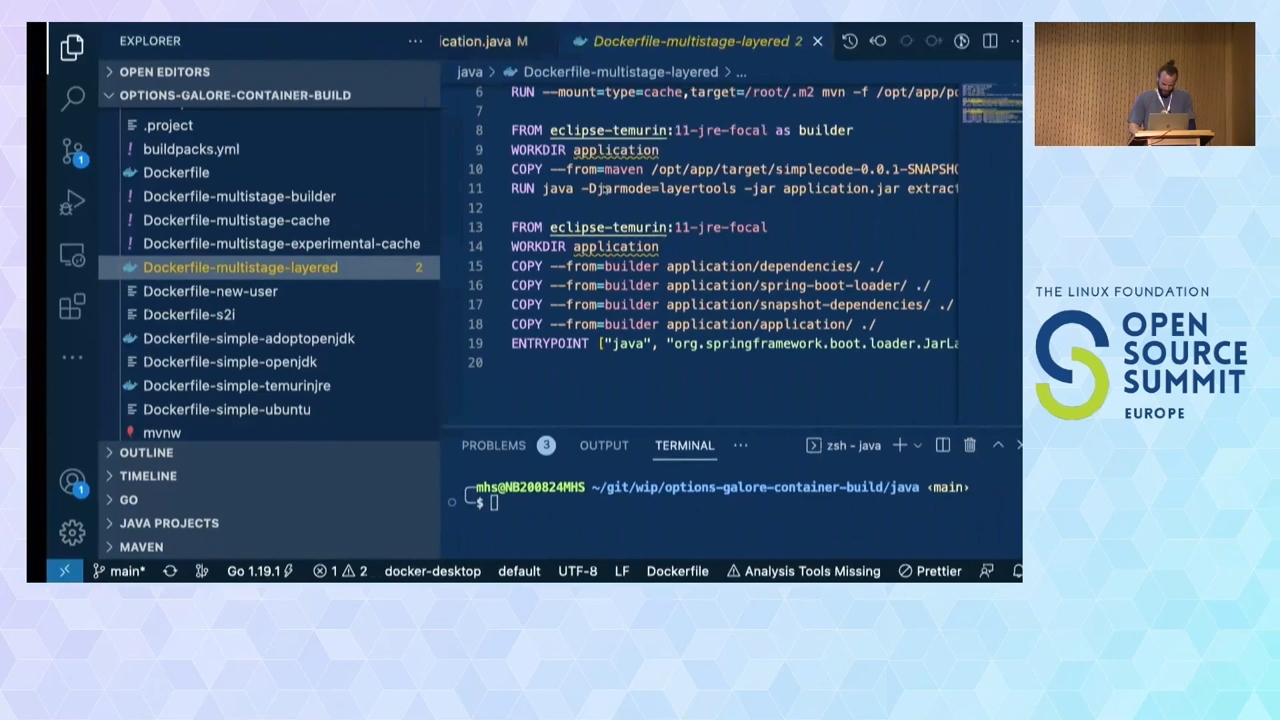 EXPLORER
OPEN EDITORS
OPTIONS-GALORE-CONTAINER-BUILD
.project
buildpacks.yml
Dockerfile
Dockerfile-multistage-builder
Dockerfile-multistage-cache
Dockerfile-multistage-experimental-cache
Dockerfile-multistage-layered 2
Dockerfile-new-user
Dockerfile-s2i
Dockerfile-simple-adoptopenjdk
Dockerfile-simple-openjdk
Dockerfile-simple-temurinjre
Dockerfile-simple-ubuntu
mvnw
OUTLINE
TIMELINE
GO
JAVA PROJECTS
MAVEN
1
1
ication.java M
Dockerfile-multistage-layered 2
java > Dockerfile-multistage-layered > ...
6 RUN --mount=type=cache,target=/root/.m2 mvn -f /opt/app/po
7
8 FROM eclipse-temurin:11-jre-focal as builder
9 WORKDIR application
10 COPY --from=maven /opt/app/target/simplecode-0.0.1-SNAPSHO
11 RUN java -Djarmode=layertools -jar application.jar extract
12
13 FROM eclipse-temurin:11-jre-focal
14 WORKDIR application
15 COPY --from=builder application/dependencies/ ./
16 COPY --from=builder application/spring-boot-loader/ ./
17 COPY --from=builder application/snapshot-dependencies/ ./
18 COPY --from=builder application/application/ ./
19 ENTRYPOINT ["java", "org.springframework.boot.loader.JarLa
20
PROBLEMS 3 OUTPUT TERMINAL ... zsh - java
mhs@NB200824MHS ~/git/wip/options-galore-container-build/java ‹main›
$
main* Go 1.19.1 1 2 docker-desktop default UTF-8 LF Dockerfile Analysis Tools Missing Prettier
THE LINUX FOUNDATION
OPEN
SOURCE
SUMMIT
EUROPE